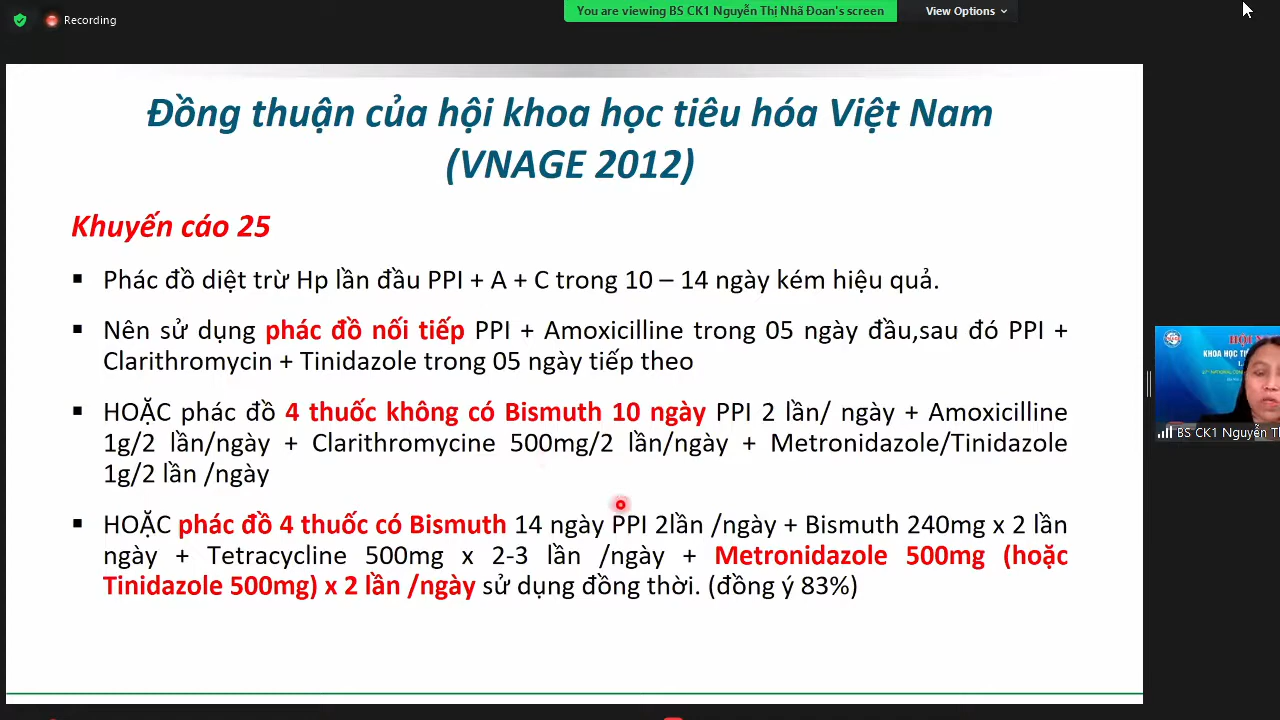 Recording
You are viewing BS CK1 Nguyễn Thị Nhã Đoan's screen
View Options
Đồng thuận của hội khoa học tiêu hóa Việt Nam
(VNAGE 2012)
Khuyến cáo 25
▪ Phác đồ diệt trừ Hp lần đầu PPI + A + C trong 10 – 14 ngày kém hiệu quả.
▪ Nên sử dụng phác đồ nối tiếp PPI + Amoxicilline trong 05 ngày đầu,sau đó PPI +
Clarithromycin + Tinidazole trong 05 ngày tiếp theo
▪ HOẶC phác đồ 4 thuốc không có Bismuth 10 ngày PPI 2 lần/ ngày + Amoxicilline
1g/2 lần/ngày + Clarithromycine 500mg/2 lần/ngày + Metronidazole/Tinidazole
1g/2 lần /ngày
▪ HOẶC phác đồ 4 thuốc có Bismuth 14 ngày PPI 2lần /ngày + Bismuth 240mg x 2 lần
ngày + Tetracycline 500mg x 2-3 lần /ngày + Metronidazole 500mg (hoặc
Tinidazole 500mg) x 2 lần /ngày sử dụng đồng thời. (đồng ý 83%)
KHOA HỌC
BS CK1 Nguyễn Th